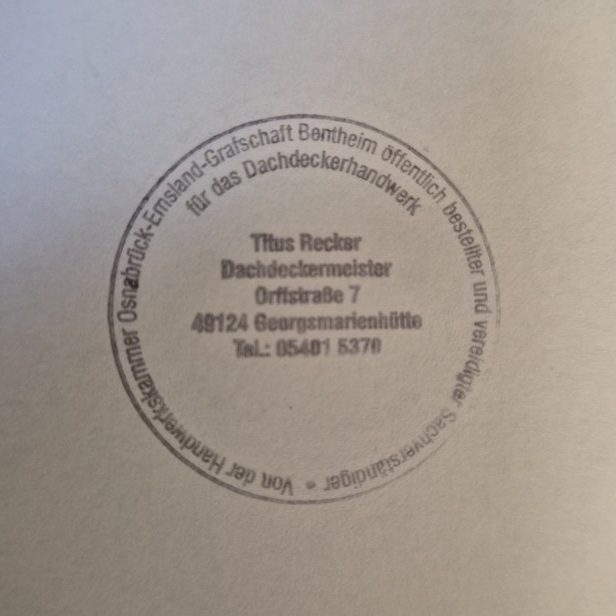 Von der Handwerkskammer Osnabrück-Emsland-Grafschaft Bentheim öffentlich bestellter und vereidigter Sachverständiger •
für das Dachdeckerhandwerk
Titus Recker
Dachdeckermeister
Orffstraße 7
49124 Georgsmarienhütte
Tel.: 05401 5370